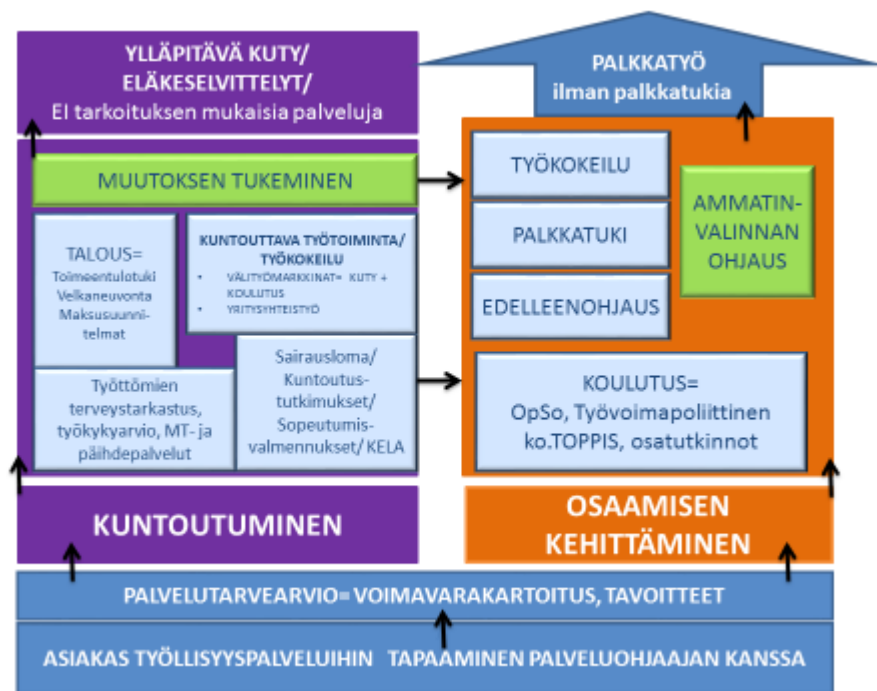 YLLÄPITÄVÄ KUTY/
ELÄKESELVITTELYT/
EI tarkoituksen mukaisia palveluja
PALKKATYÖ
ilman palkkatukia
MUUTOKSEN TUKEMINEN
TALOUS=
Toimeentulotuki
Velkaneuvonta
Maksusuunni-
telmat
KUNTOUTTAVA TYÖTOIMINTA/
TYÖKOKEILU
• VÄLITYÖMARKKINAT= KUTY +
KOULUTUS
• YRITYSYHTEISTYÖ
Työttömien
terveystarkastus,
työkykyarvio, MT- ja
päihdepalvelut
Sairausloma/
Kuntoutus-
tutkimukset/
Sopeutumis-
valmennukset/ KELA
TYÖKOKEILU
PALKKATUKI
EDELLEENOHJAUS
AMMATIN-
VALINNAN
OHJAUS
KOULUTUS=
OpSo, Työvoimapoliittinen
ko.TOPPIS, osatutkinnot
KUNTOUTUMINEN
OSAAMISEN
KEHITTÄMINEN
PALVELUTARVEARVIO= VOIMAVARAKARTOITUS, TAVOITTEET
ASIAKAS TYÖLLISYYSPALVELUIHIN TAPAAMINEN PALVELUOHJAAJAN KANSSA